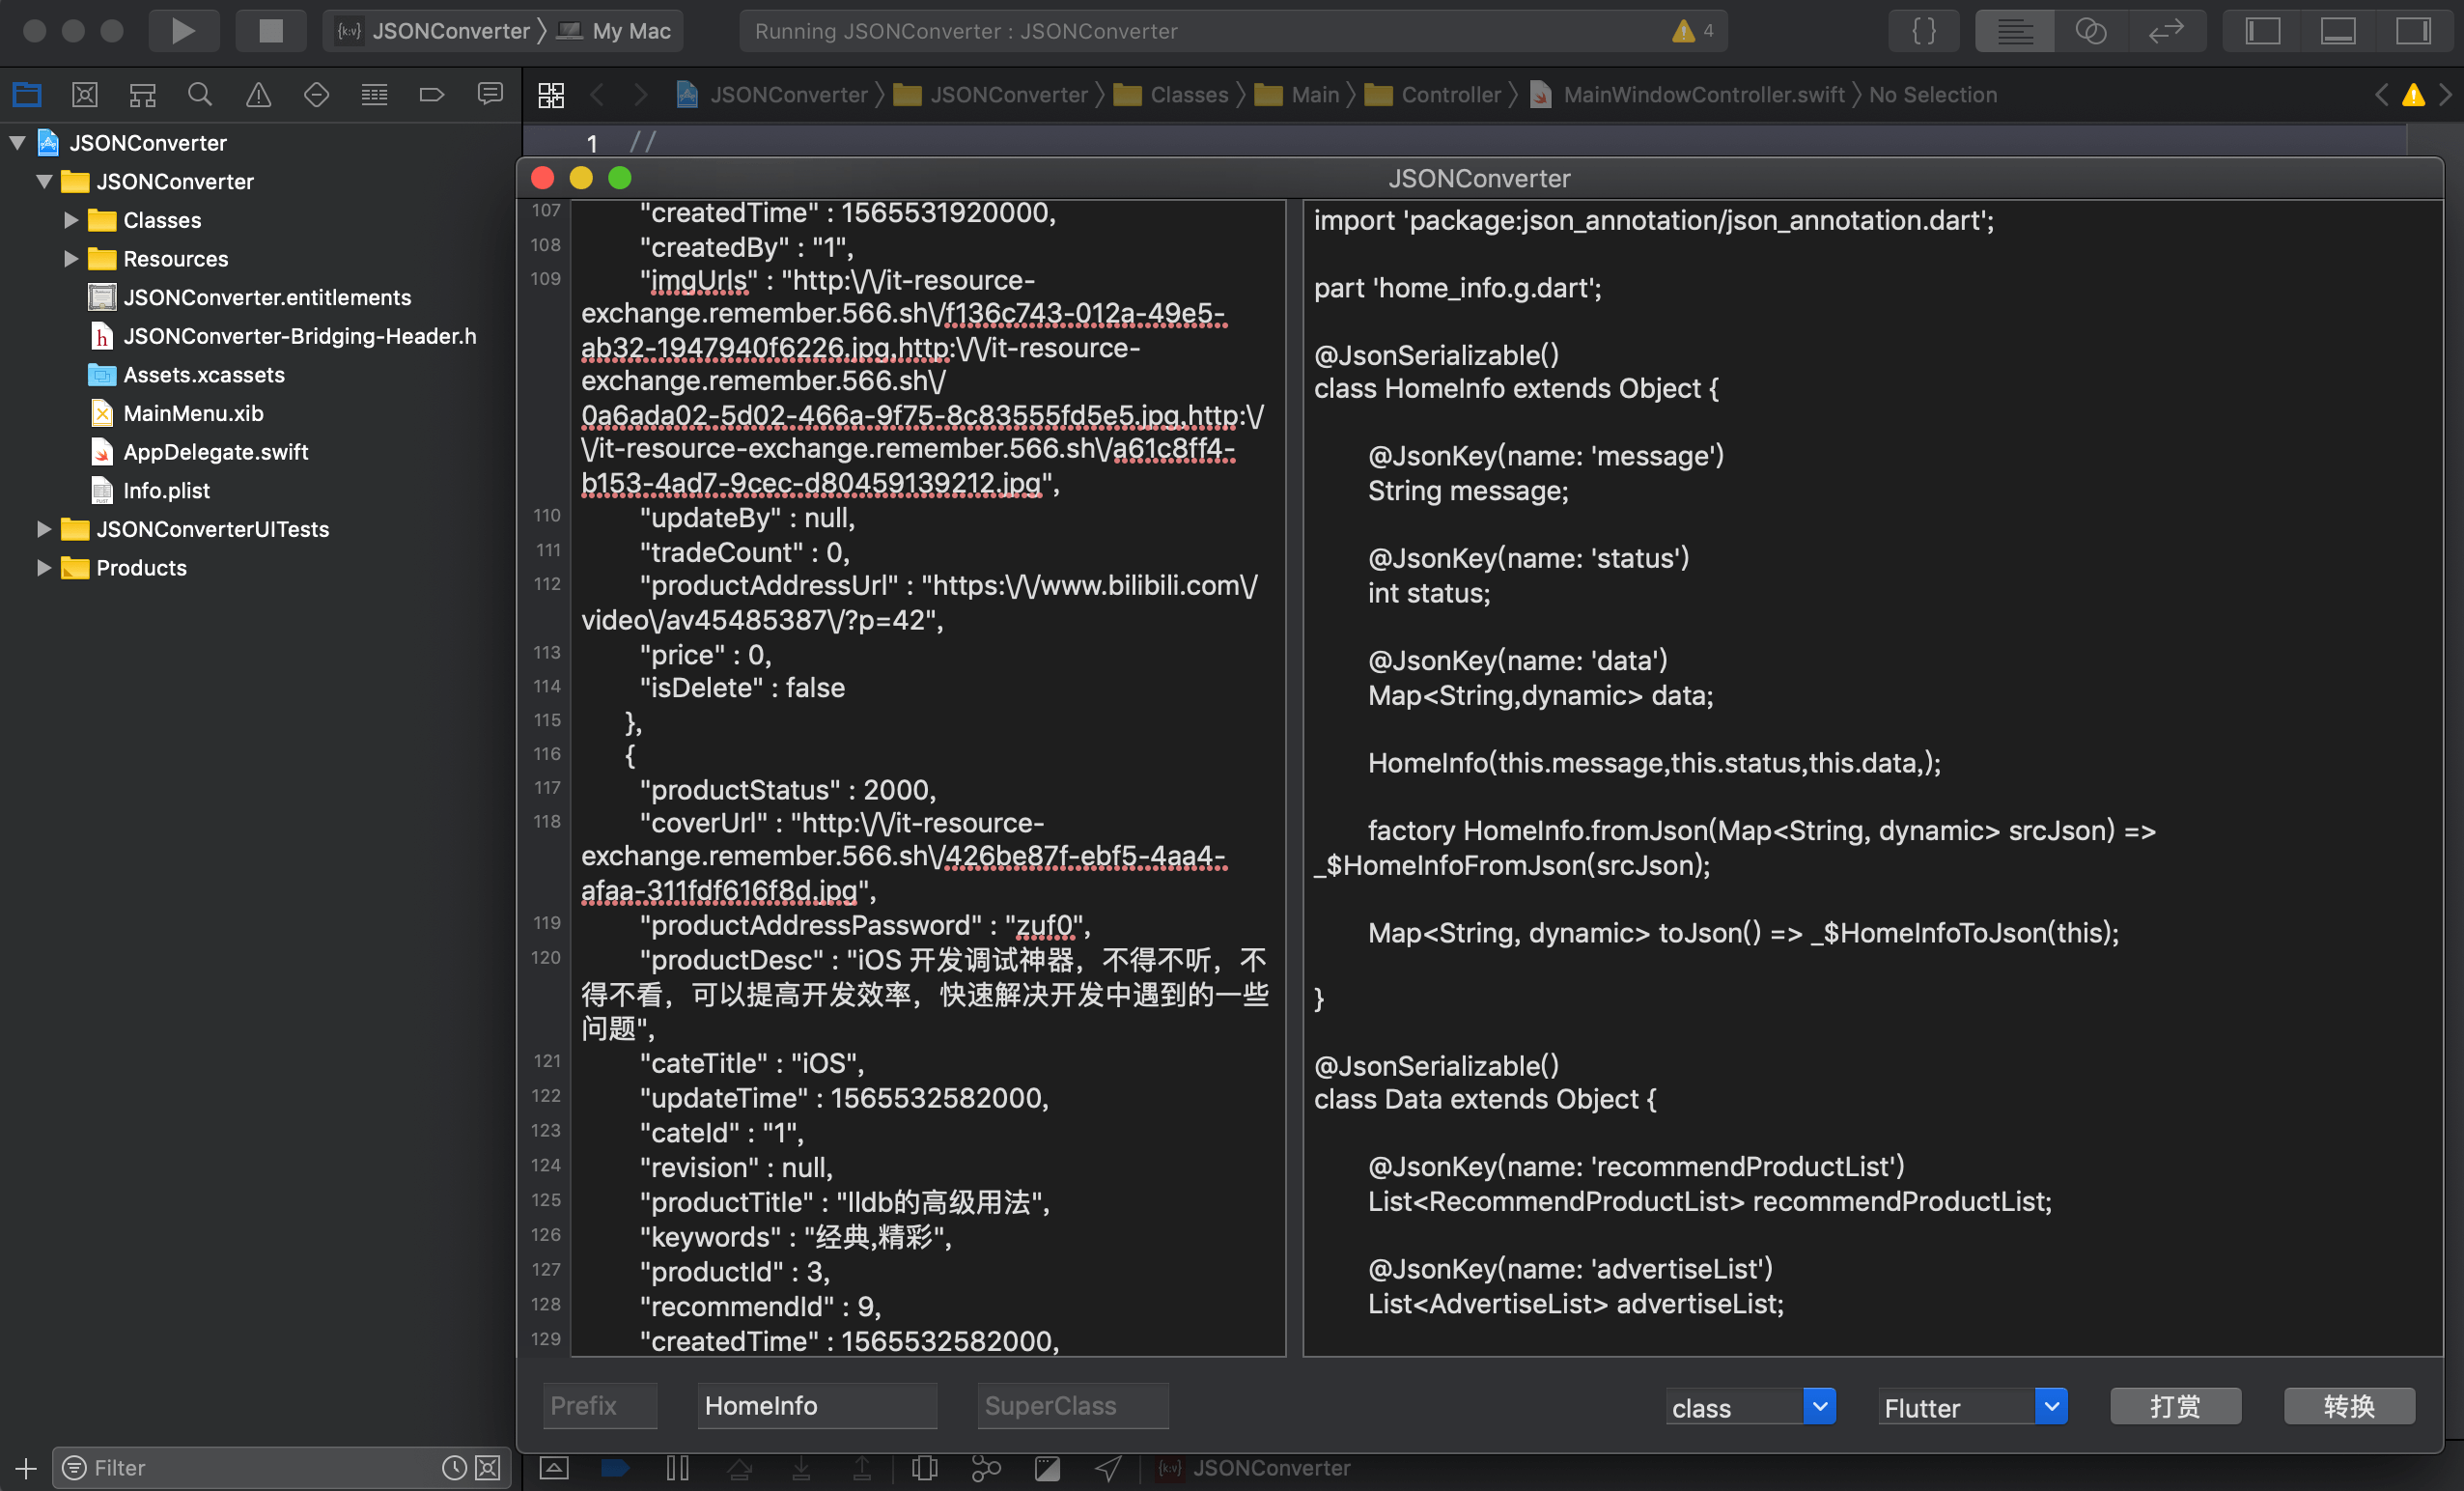 JSONConverter
My Mac
Running JSONConverter : JSONConverter
4
JSONConverter
JSONConverter
Classes
Main
Controller
MainWindowController.swift
No Selection
JSONConverter
JSONConverter
Classes
Resources
JSONConverter.entitlements
JSONConverter-Bridging-Header.h
Assets.xcassets
MainMenu.xib
AppDelegate.swift
Info.plist
JSONConverterUITests
Products
Filter
1 //
JSONConverter
107 "createdTime" : 1565531920000,
108 "createdBy" : "1",
109 "imgUrls" : "http:\/\/it-resource-
exchange.remember.566.sh\/f136c743-012a-49e5-
ab32-1947940f6226.jpg,http:\/\/it-resource-
exchange.remember.566.sh\/
0a6ada02-5d02-466a-9f75-8c83555fd5e5.jpg,http:\/
\/it-resource-exchange.remember.566.sh\/a61c8ff4-
b153-4ad7-9cec-d80459139212.jpg",
110 "updateBy" : null,
111 "tradeCount" : 0,
112 "productAddressUrl" : "https:\/\/www.bilibili.com\/
video\/av45485387\/?p=42",
113 "price" : 0,
114 "isDelete" : false
115 },
116 {
117 "productStatus" : 2000,
118 "coverUrl" : "http:\/\/it-resource-
exchange.remember.566.sh\/426be87f-ebf5-4aa4-
afaa-311fdf616f8d.jpg",
119 "productAddressPassword" : "zuf0",
120 "productDesc" : "iOS 开发调试神器，不得不听，不
得不看，可以提高开发效率，快速解决开发中遇到的一些
问题",
121 "cateTitle" : "iOS",
122 "updateTime" : 1565532582000,
123 "cateId" : "1",
124 "revision" : null,
125 "productTitle" : "lldb的高级用法",
126 "keywords" : "经典,精彩",
127 "productId" : 3,
128 "recommendId" : 9,
129 "createdTime" : 1565532582000,
import 'package:json_annotation/json_annotation.dart';
part 'home_info.g.dart';
@JsonSerializable()
class HomeInfo extends Object {
@JsonKey(name: 'message')
String message;
@JsonKey(name: 'status')
int status;
@JsonKey(name: 'data')
Map<String,dynamic> data;
HomeInfo(this.message,this.status,this.data,);
factory HomeInfo.fromJson(Map<String, dynamic> srcJson) =>
_$HomeInfoFromJson(srcJson);
Map<String, dynamic> toJson() => _$HomeInfoToJson(this);
}
@JsonSerializable()
class Data extends Object {
@JsonKey(name: 'recommendProductList')
List<RecommendProductList> recommendProductList;
@JsonKey(name: 'advertiseList')
List<AdvertiseList> advertiseList;
Prefix
HomeInfo
SuperClass
class
Flutter
打赏
转换
JSONConverter